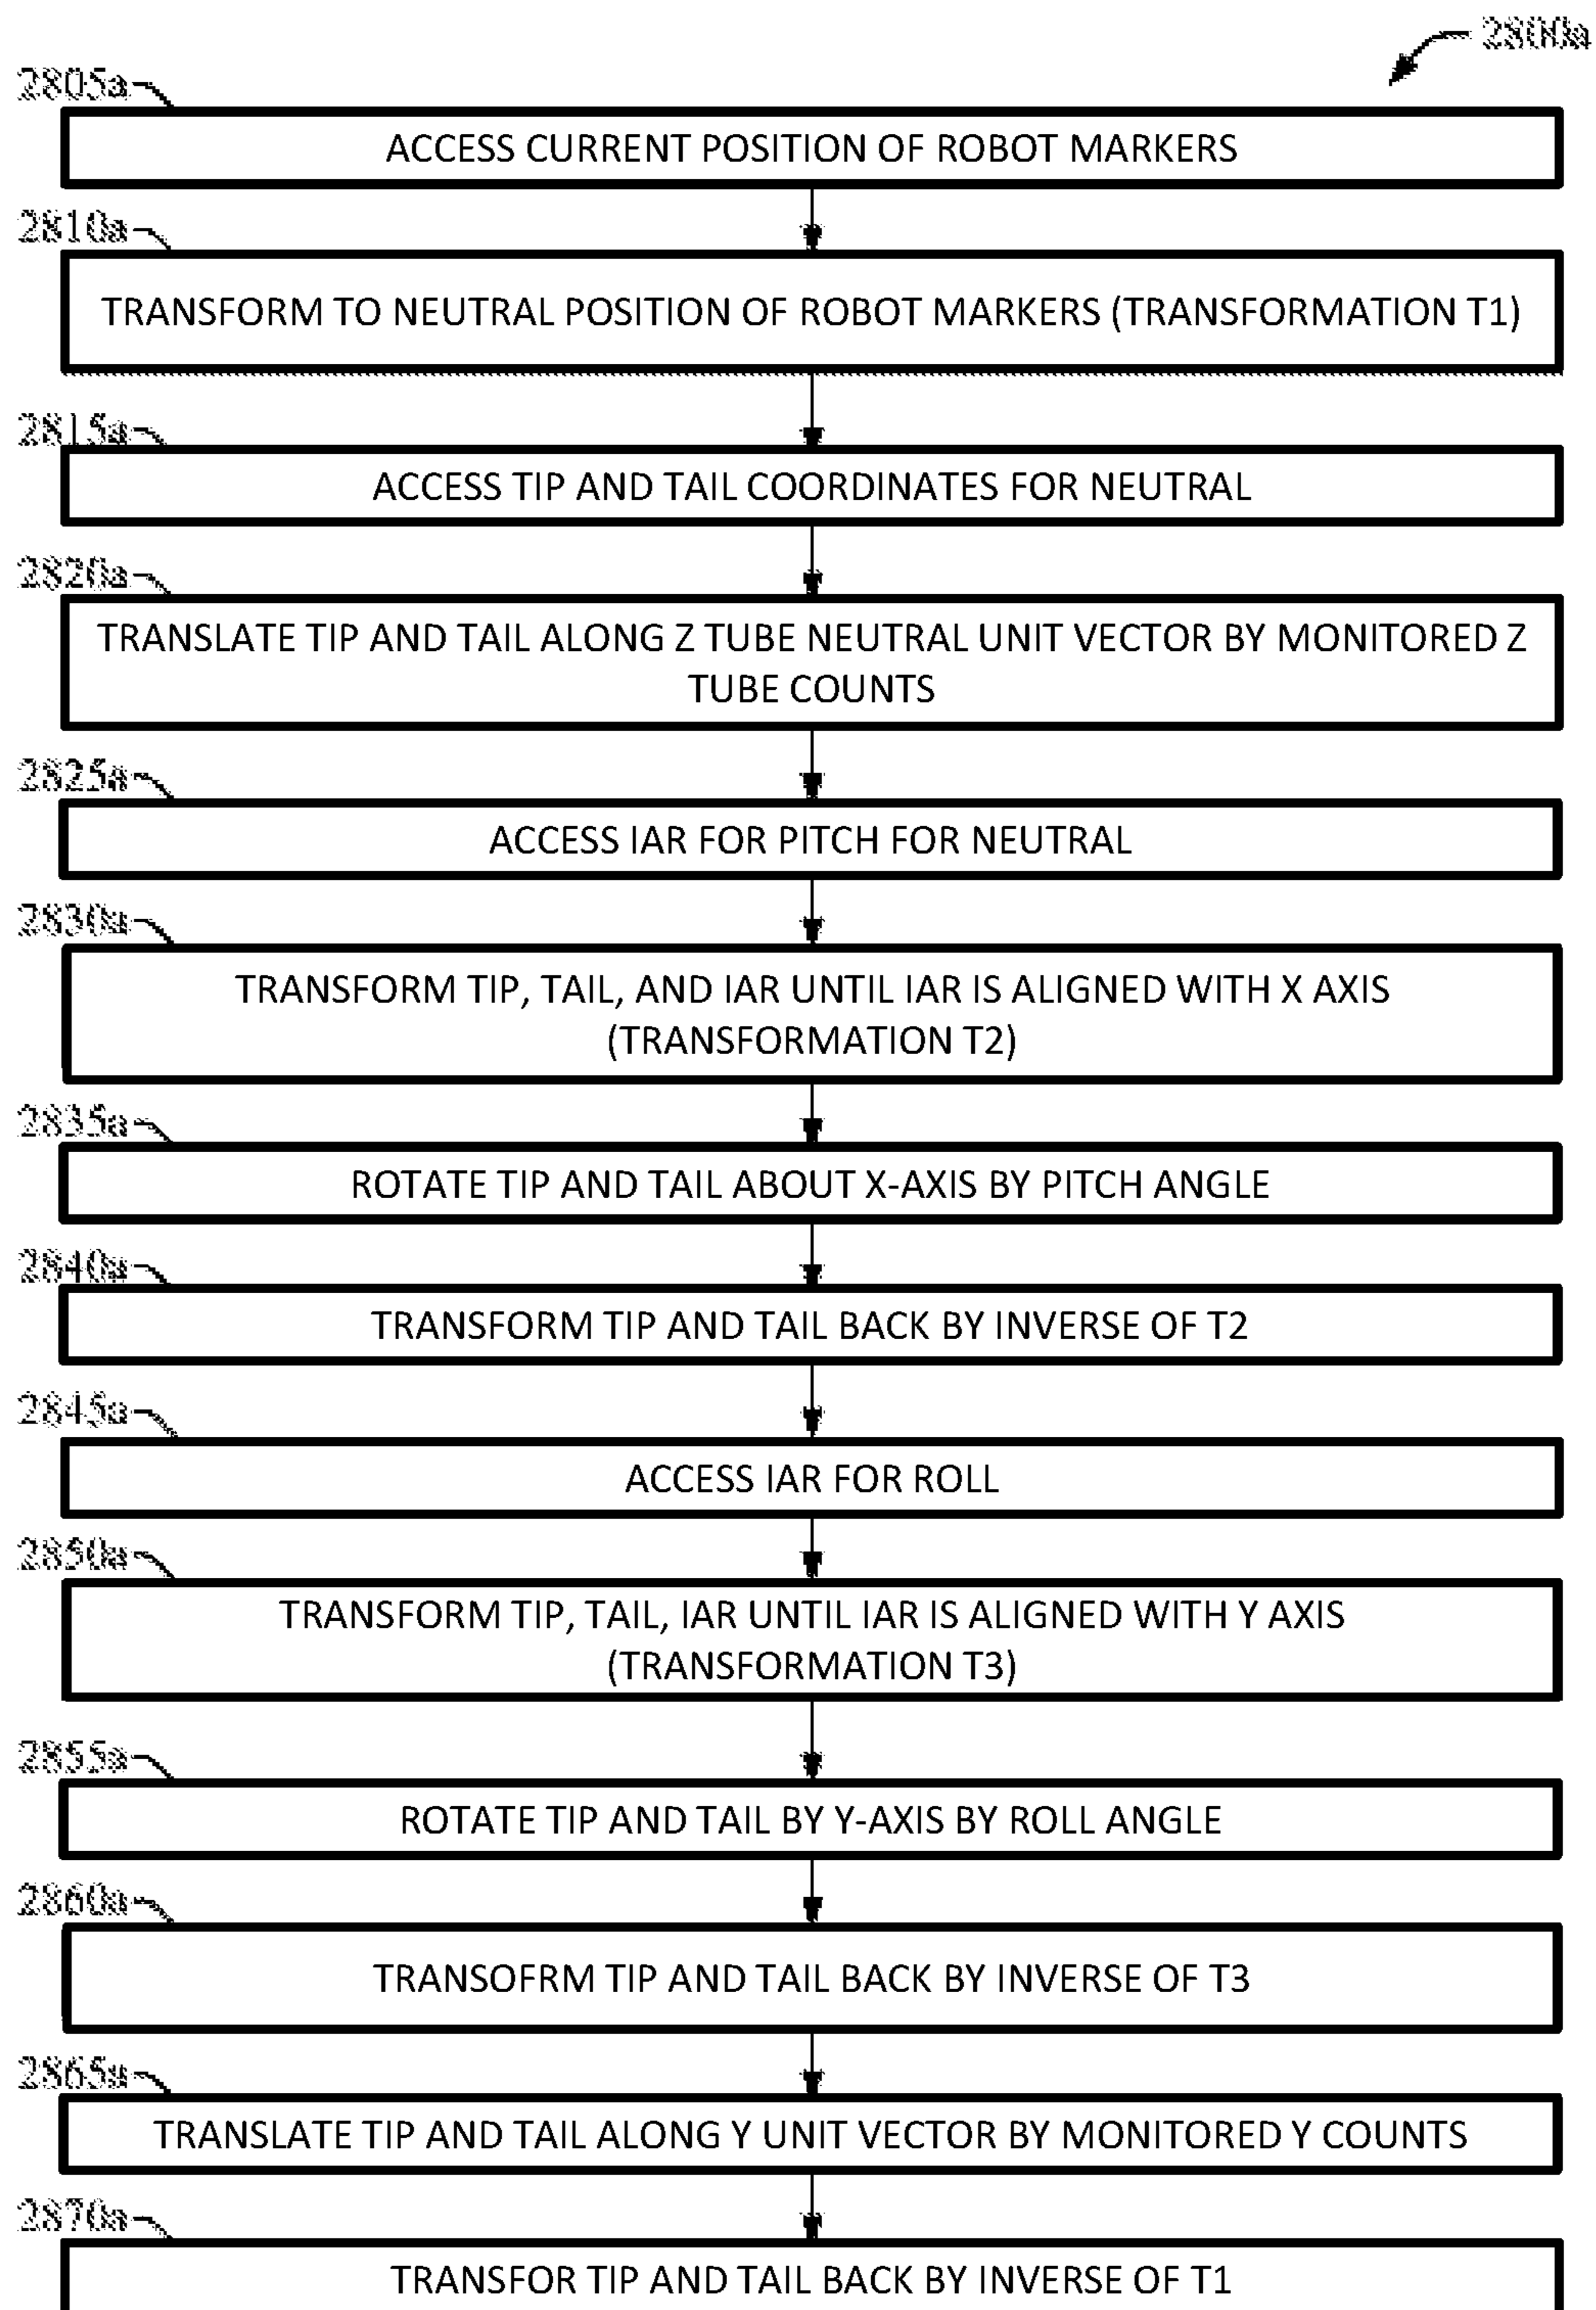 2800a
2805a
ACCESS CURRENT POSITION OF ROBOT MARKERS
2810a
TRANSFORM TO NEUTRAL POSITION OF ROBOT MARKERS (TRANSFORMATION T1)
2815a
ACCESS TIP AND TAIL COORDINATES FOR NEUTRAL
2820a
TRANSLATE TIP AND TAIL ALONG Z TUBE NEUTRAL UNIT VECTOR BY MONITORED Z
TUBE COUNTS
2825a
ACCESS IAR FOR PITCH FOR NEUTRAL
2830a
TRANSFORM TIP, TAIL, AND IAR UNTIL IAR IS ALIGNED WITH X AXIS
(TRANSFORMATION T2)
2835a
ROTATE TIP AND TAIL ABOUT X-AXIS BY PITCH ANGLE
2840a
TRANSFORM TIP AND TAIL BACK BY INVERSE OF T2
2845a
ACCESS IAR FOR ROLL
2850a
TRANSFORM TIP, TAIL, IAR UNTIL IAR IS ALIGNED WITH Y AXIS
(TRANSFORMATION T3)
2855a
ROTATE TIP AND TAIL BY Y-AXIS BY ROLL ANGLE
2860a
TRANSOFRM TIP AND TAIL BACK BY INVERSE OF T3
2865a
TRANSLATE TIP AND TAIL ALONG Y UNIT VECTOR BY MONITORED Y COUNTS
2870a
TRANSFOR TIP AND TAIL BACK BY INVERSE OF T1